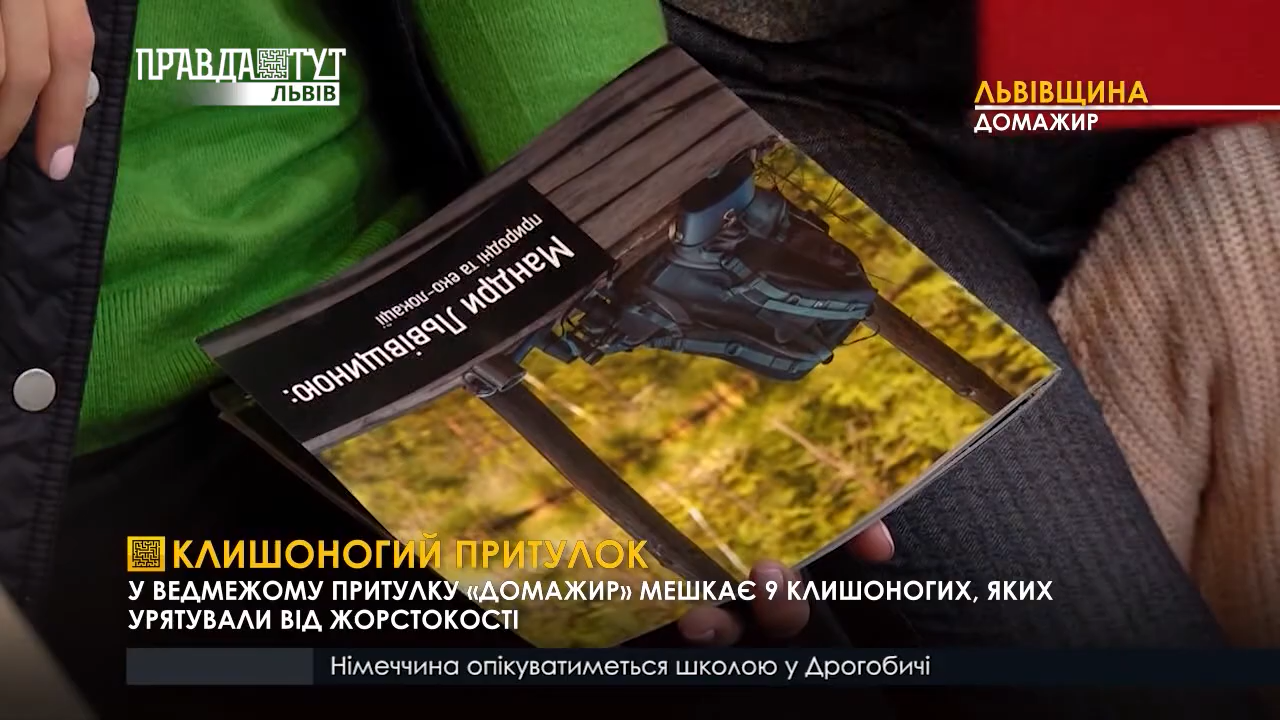 ПРАВДА ТУТ
ЛЬВІВ
ЛЬВІВЩИНА
ДОМАЖИР
Мандри Львівщиною:
природні та еко-локації
КЛИШОНОГИЙ ПРИТУЛОК
У ВЕДМЕЖОМУ ПРИТУЛКУ «ДОМАЖИР» МЕШКАЄ 9 КЛИШОНОГИХ, ЯКИХ
УРЯТУВАЛИ ВІД ЖОРСТОКОСТІ
Німеччина опікуватиметься школою у Дрогобичі